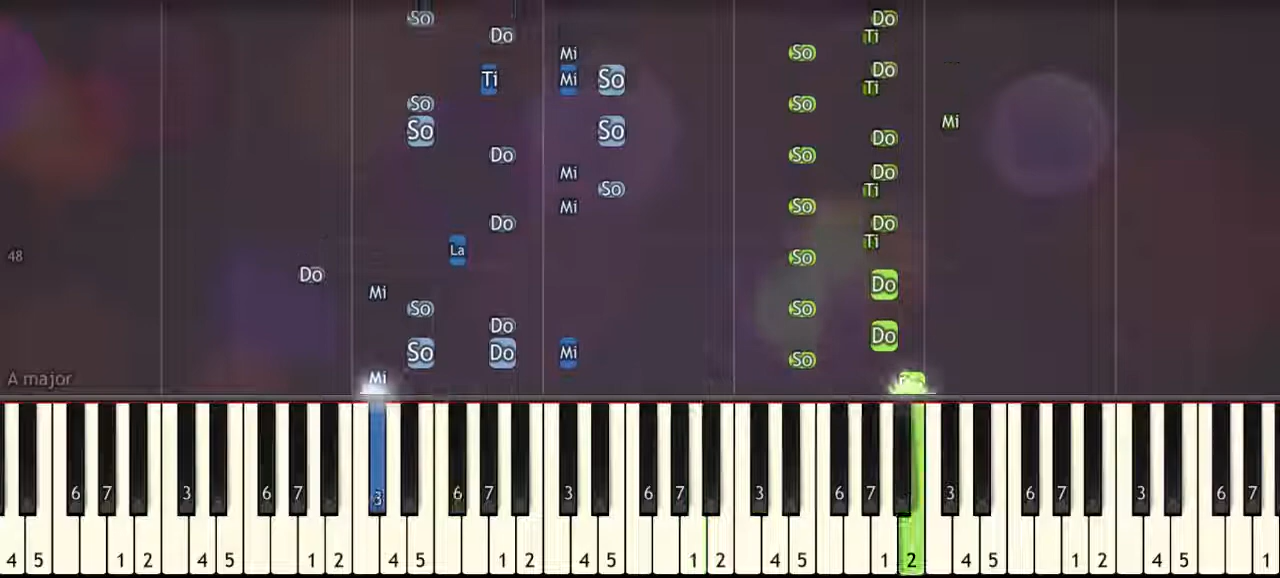 So Do
Do Ti
Mi So
Ti Mi So Do
Ti
So So
So So Mi
Do Do
Do So
Mi Do
So Ti
Mi So
Do Do
La Ti
48 So
Do Do
Mi
So So
Do Do
So Do Mi So
A major Mi
6 7 3 6 7 3 6 7 3 6 7 3 6 7 3 6 7 3 6 7
4 5 1 2 4 5 1 2 4 5 1 2 4 5 1 2 4 5 1 2 4 5 1 2 4 5 1